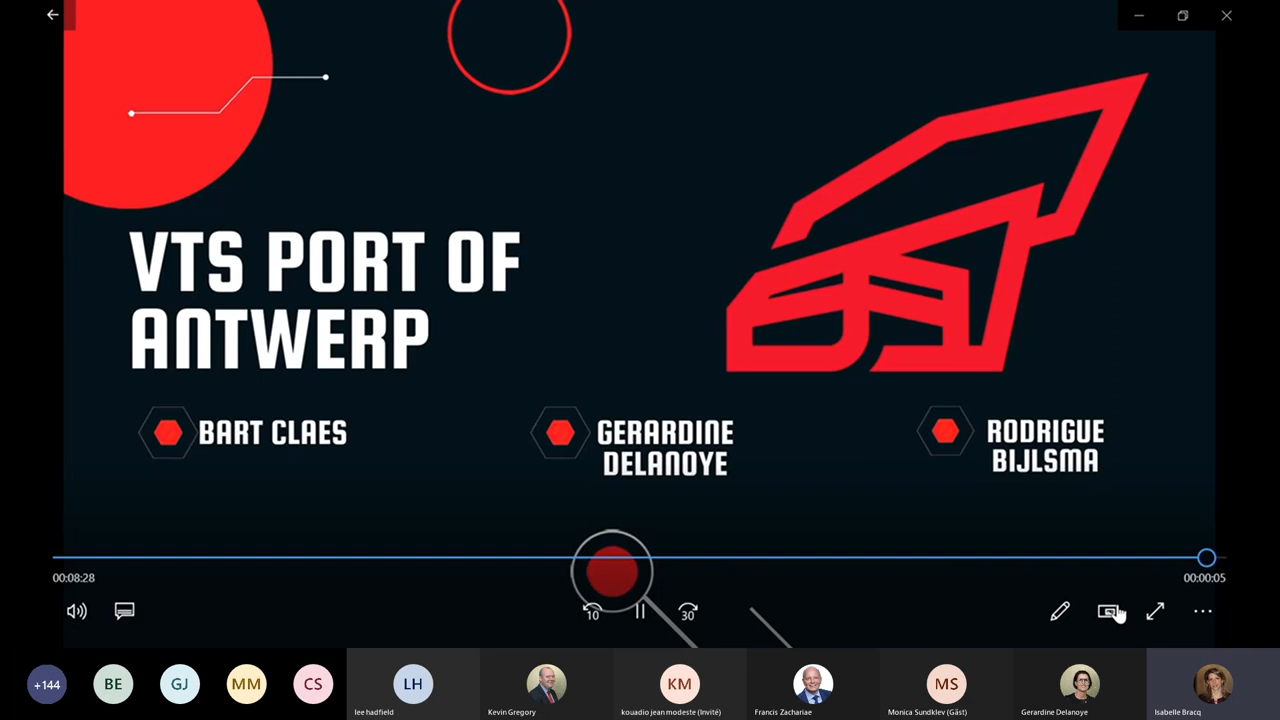 VTS PORT OF
ANTWERP
BART CLAES
GERARDINE
DELANOYE
RODRIGUE
BIJLSMA
00:08:28
00:00:05
10
30
+144
BE
GJ
MM
CS
LH
KM
MS
lee hadfield
Kevin Gregory
kouadio jean modeste (Invité)
Francis Zachariae
Monica Sundklev (Gäst)
Gerardine Delanoye
Isabelle Bracq